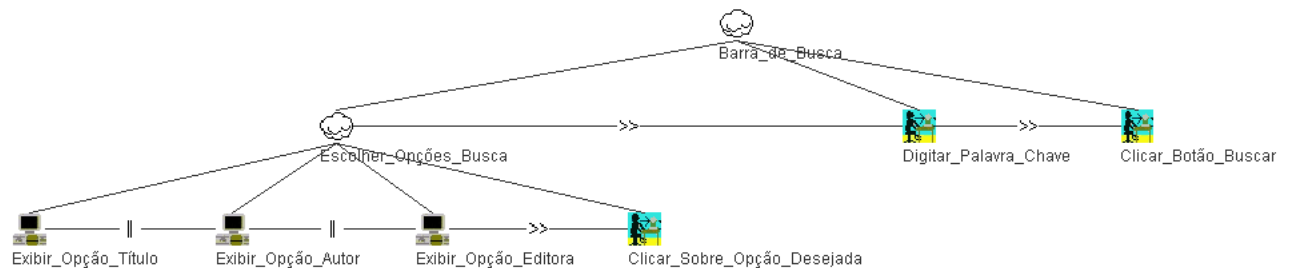 Barra_de_Busca
>>
>>
Escolher_Opções_Busca
Digitar_Palavra_Chave
Clicar_Botão_Buscar
||
||
>>
Exibir_Opção_Título
Exibir_Opção_Autor
Exibir_Opção_Editora
Clicar_Sobre_Opção_Desejada